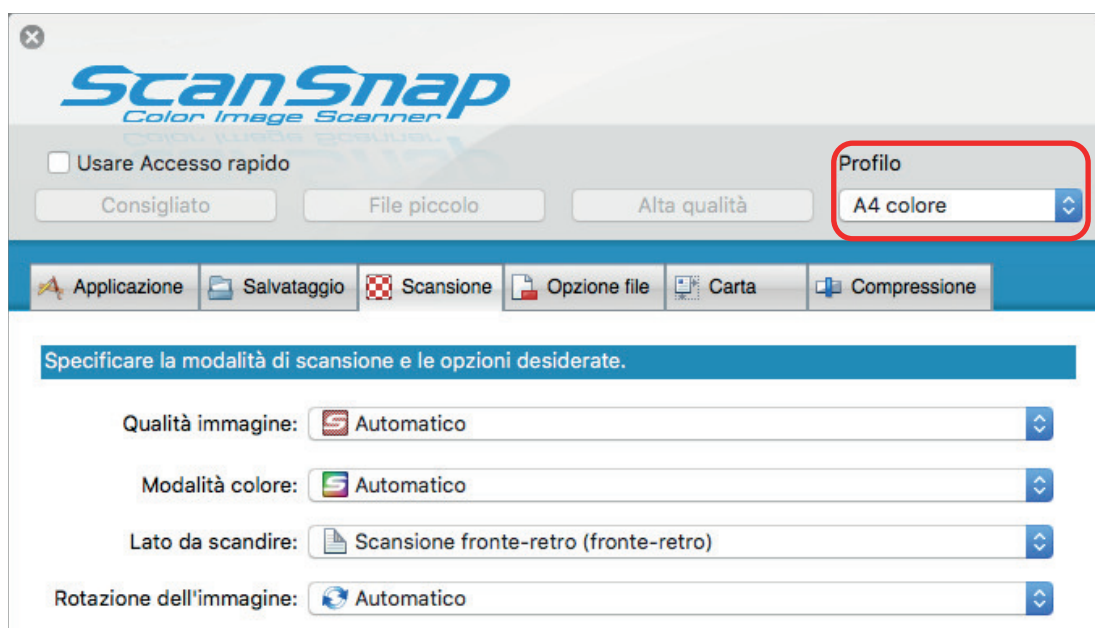 ScanSnap
Color Image Scanner
Usare Accesso rapido
Profilo
Consigliato File piccolo Alta qualità A4 colore
Applicazione Salvataggio Scansione Opzione file Carta Compressione
Specificare la modalità di scansione e le opzioni desiderate.
Qualità immagine: Automatico
Modalità colore: Automatico
Lato da scandire: Scansione fronte-retro (fronte-retro)
Rotazione dell'immagine: Automatico